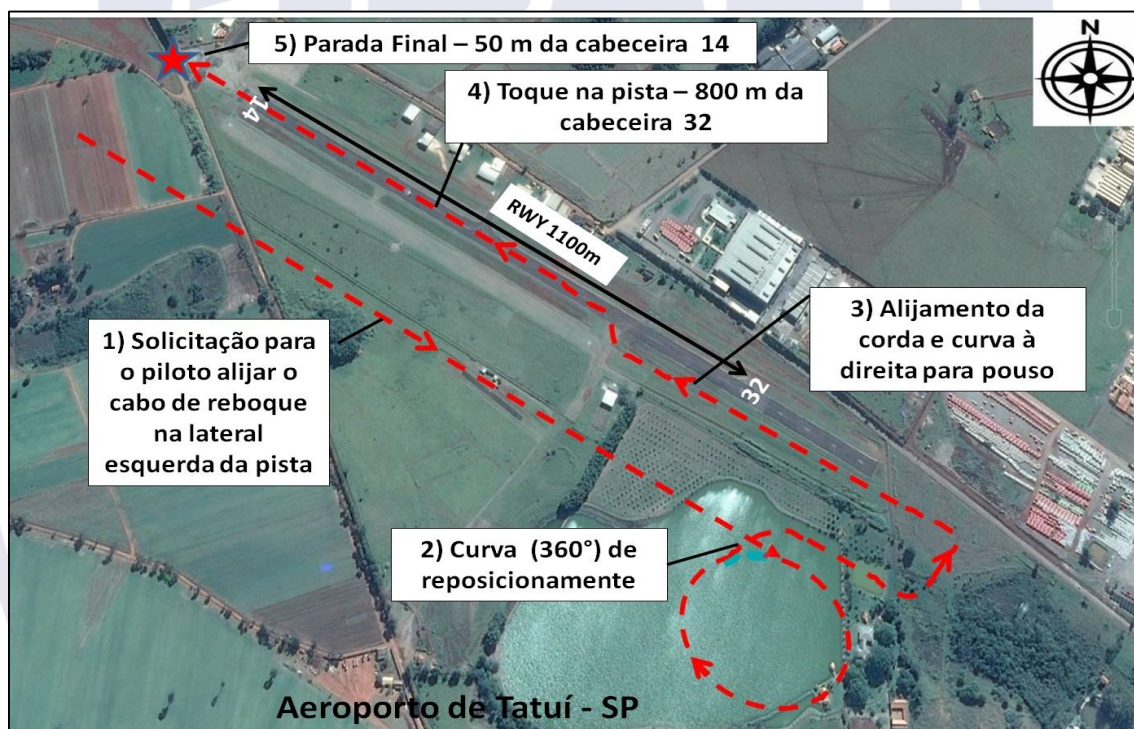 N
5) Parada Final – 50 m da cabeceira 14
4) Toque na pista – 800 m da
cabeceira 32
14
RWY 1100m
1) Solicitação para
o piloto alijar o
cabo de reboque
na lateral
esquerda da pista
3) Alijamento da
corda e curva à
direita para pouso
32
2) Curva (360°) de
reposicionamente
Aeroporto de Tatuí - SP